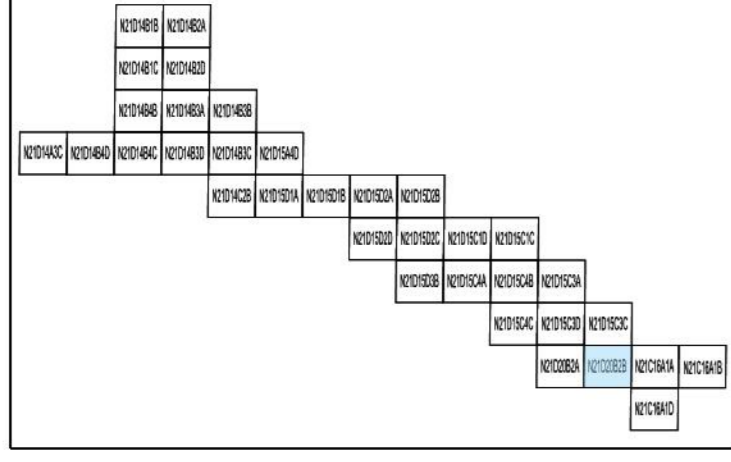 N21D14B1B N21D14B2A
N21D14B1C N21D14B2D
N21D14B4B N21D14B3A N21D14B3B
N21D14A3C N21D14B4D N21D14B4C N21D14B3D N21D14B3C N21D15A4D
N21D14C2B N21D15D1A N21D15D1B N21D15D2A N21D15D2B
N21D15D2D N21D15D2C N21D15C1D N21D15C1C
N21D15D3B N21D15C4A N21D15C4B N21D15C3A
N21D15C4C N21D15C3D N21D15C3C
N21D20B2A N21D20B2B N21C16A1A N21C16A1B
N21C16A1D